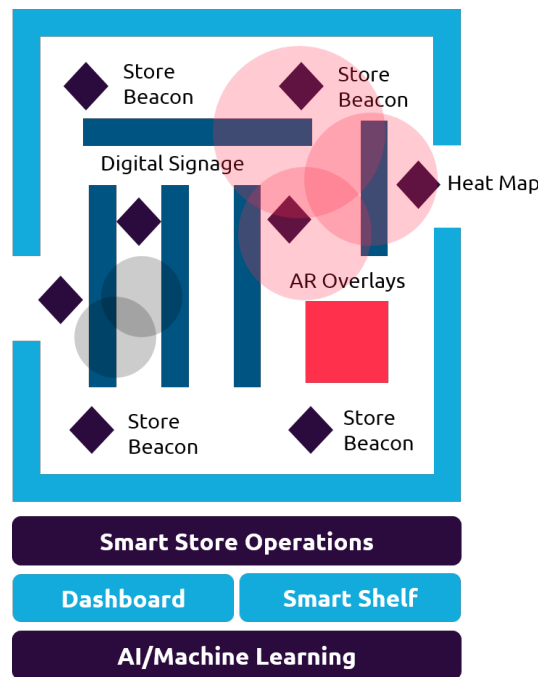 Store
Beacon
Store
Beacon
Digital Signage
Heat Map
AR Overlays
Store
Beacon
Store
Beacon
Smart Store Operations
Dashboard
Smart Shelf
AI/Machine Learning